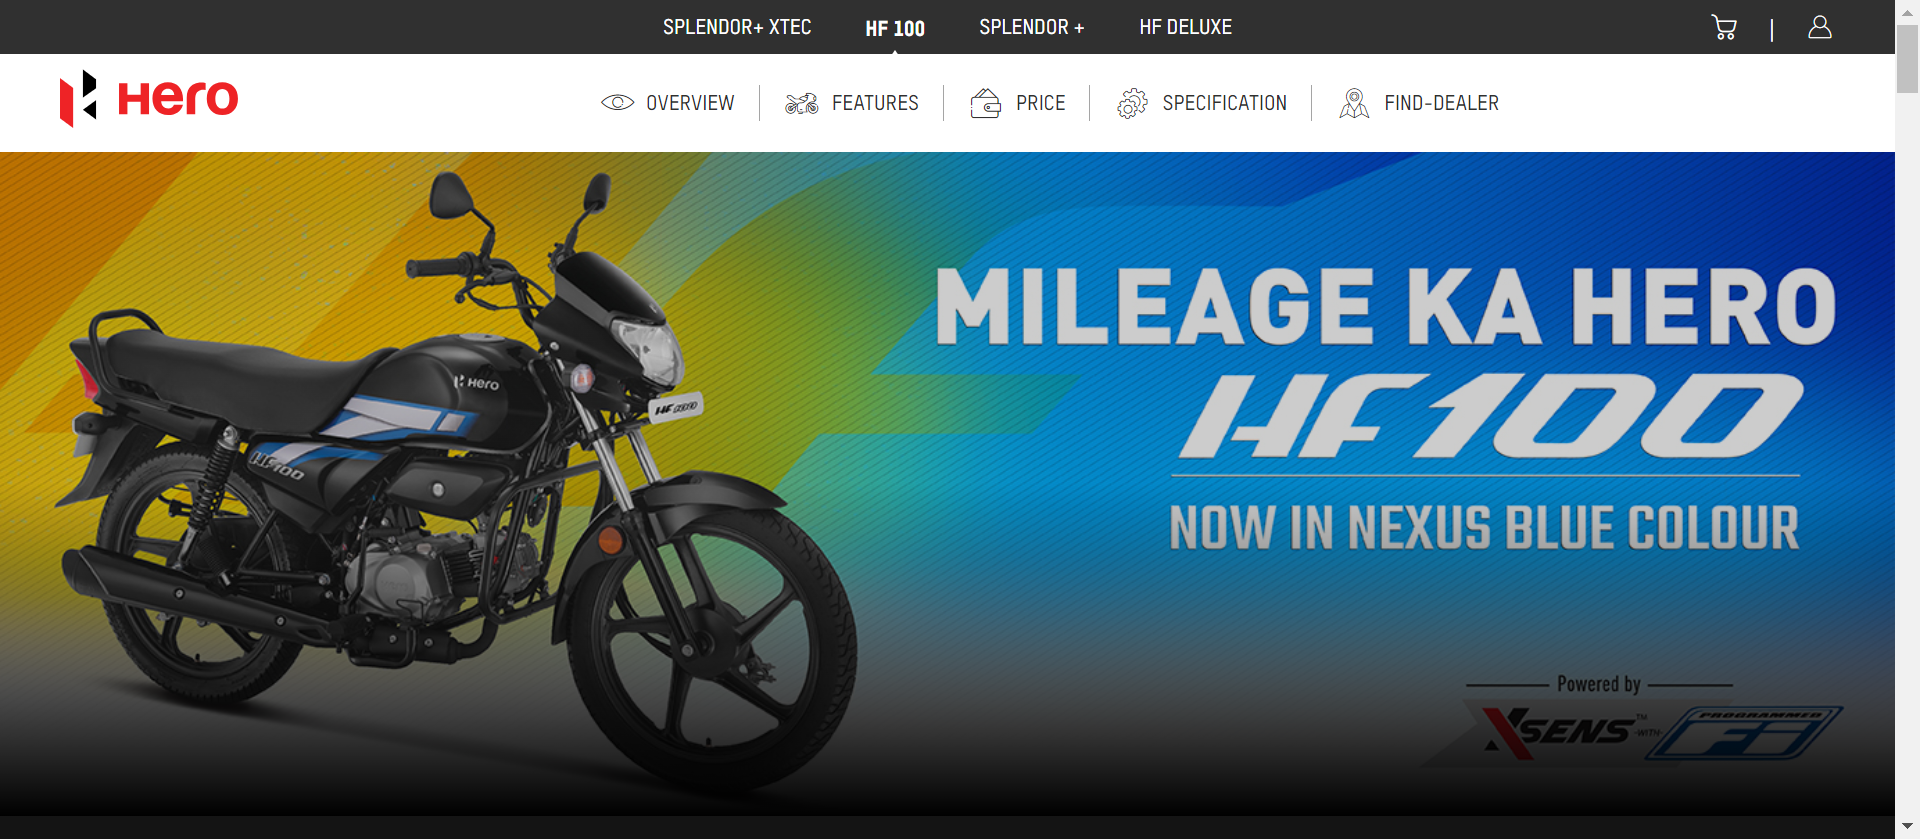 SPLENDOR+ XTEC HF 100 SPLENDOR + HF DELUXE
Hero
OVERVIEW FEATURES PRICE SPECIFICATION FIND-DEALER
MILEAGE KA HERO
HF 100
NOW IN NEXUS BLUE COLOUR
Hero
HF 100
HF 100
Powered by
XSENS™ -WITH- PROGRAMMED Fi